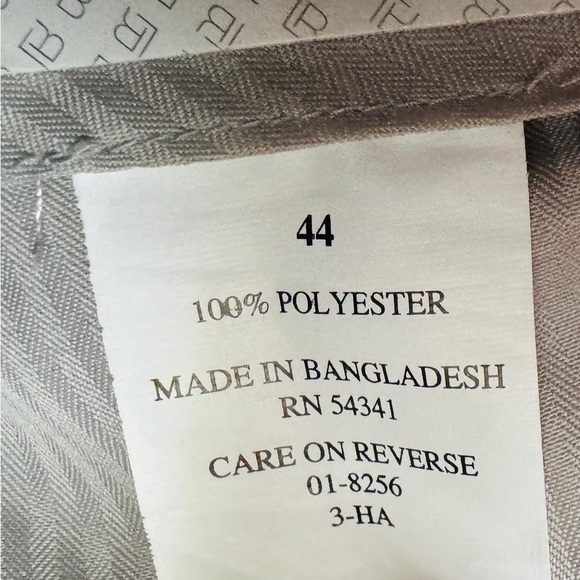 44
100% POLYESTER
MADE IN BANGLADESH
RN 54341
CARE ON REVERSE
01-8256
3-HA